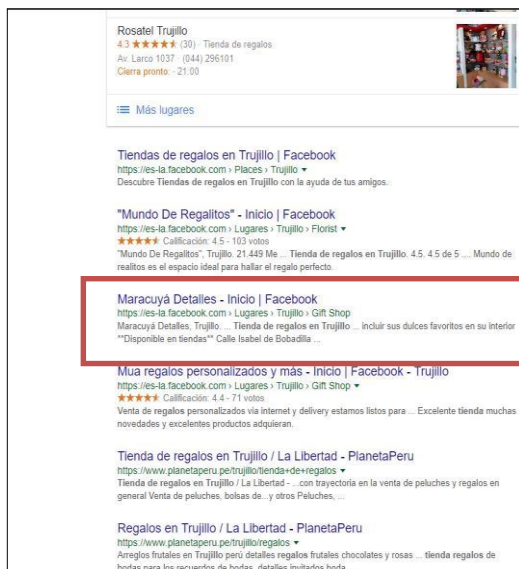 Rosatel Trujillo
4.3 ★★★★★ (30) · Tienda de regalos
Av. Larco 1037 · (044) 296101
Cierra pronto: · 21:00
Más lugares
Tiendas de regalos en Trujillo | Facebook
https://es-la.facebook.com › Places › Trujillo ▼
Descubre Tiendas de regalos en Trujillo con la ayuda de tus amigos.
"Mundo De Regalitos" - Inicio | Facebook
https://es-la.facebook.com › Lugares › Trujillo › Florist ▼
★★★★★ Calificación: 4.5 - 103 votos
"Mundo De Regalitos", Trujillo. 21.449 Me ... Tienda de regalos en Trujillo. 4.5. 4.5 de 5 .... Mundo de
realitos es el espacio ideal para hallar el regalo perfecto.
Maracuyá Detalles - Inicio | Facebook
https://es-la.facebook.com › Lugares › Trujillo › Gift Shop
Maracuyá Detalles, Trujillo. ... Tienda de regalos en Trujillo ... incluir sus dulces favoritos en su interior
**Disponible en tiendas** Calle Isabel de Bobadilla ...
Mua regalos personalizados y más - Inicio | Facebook - Trujillo
https://es-la.facebook.com › Lugares › Trujillo › Gift Shop ▼
★★★★★ Calificación: 4.4 - 71 votos
Venta de regalos personalizados via internet y delivery estamos listos para ... Excelente tienda muchas
novedades y excelentes productos adquieran.
Tienda de regalos en Trujillo / La Libertad - PlanetaPeru
https://www.planetaperu.pe/trujillo/tienda+de+regalos ▼
Tienda de regalos en Trujillo / La Libertad - ...con trayectoria en la venta de peluches y regalos en
general Venta de peluches, bolsas de...y otros Peluches, ...
Regalos en Trujillo / La Libertad - PlanetaPeru
https://www.planetaperu.pe/trujillo/regalos ▼
Arreglos frutales en Trujillo perú detalles regalos frutales chocolates y rosas ... tienda regalos de
bodas para los recuerdos de bodas, detalles invitados boda